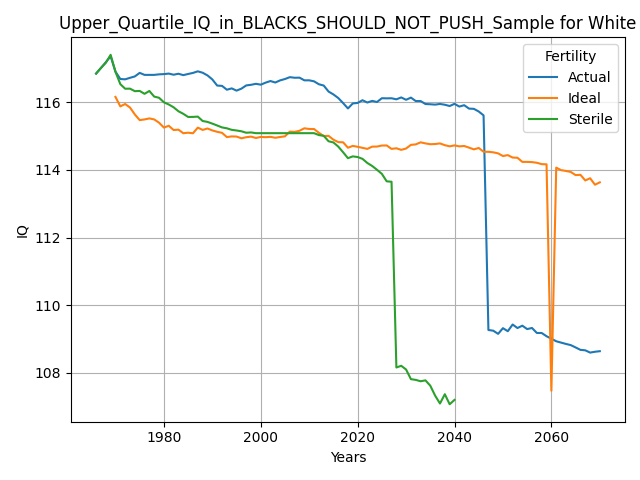 Upper_Quartile_IQ_in_BLACKS_SHOULD_NOT_PUSH_Sample for White
Fertility
Actual
Ideal
Sterile
IQ
116
114
112
110
108
1980 2000 2020 2040 2060
Years